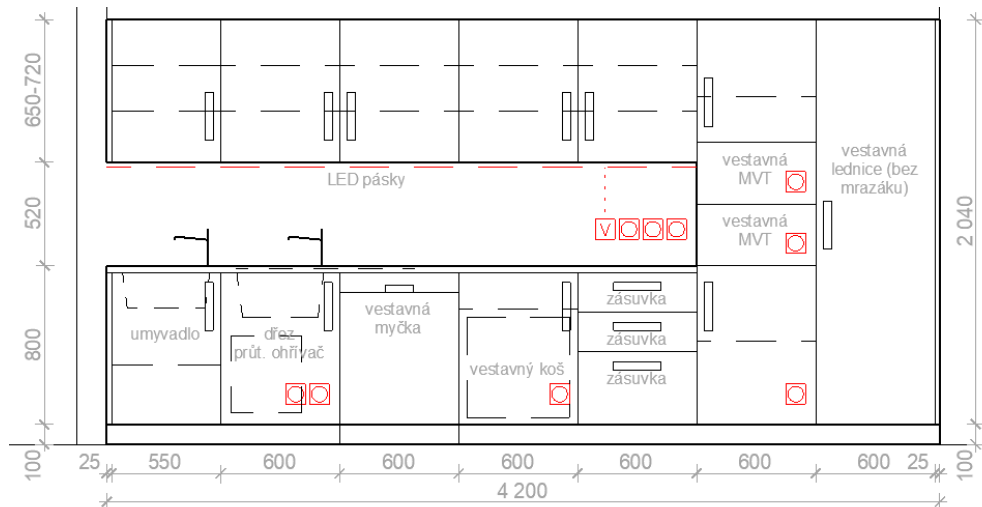 650-720
520
800
100
LED pásky
V
vestavná
MVT
vestavná
MVT
vestavná
lednice (bez
mrazáku)
umyvadlo
dřez
průt. ohřívač
vestavná
myčka
vestavný koš
zásuvka
zásuvka
zásuvka
2 040
100
25 550 600 600 600 600 600 600 25
4 200